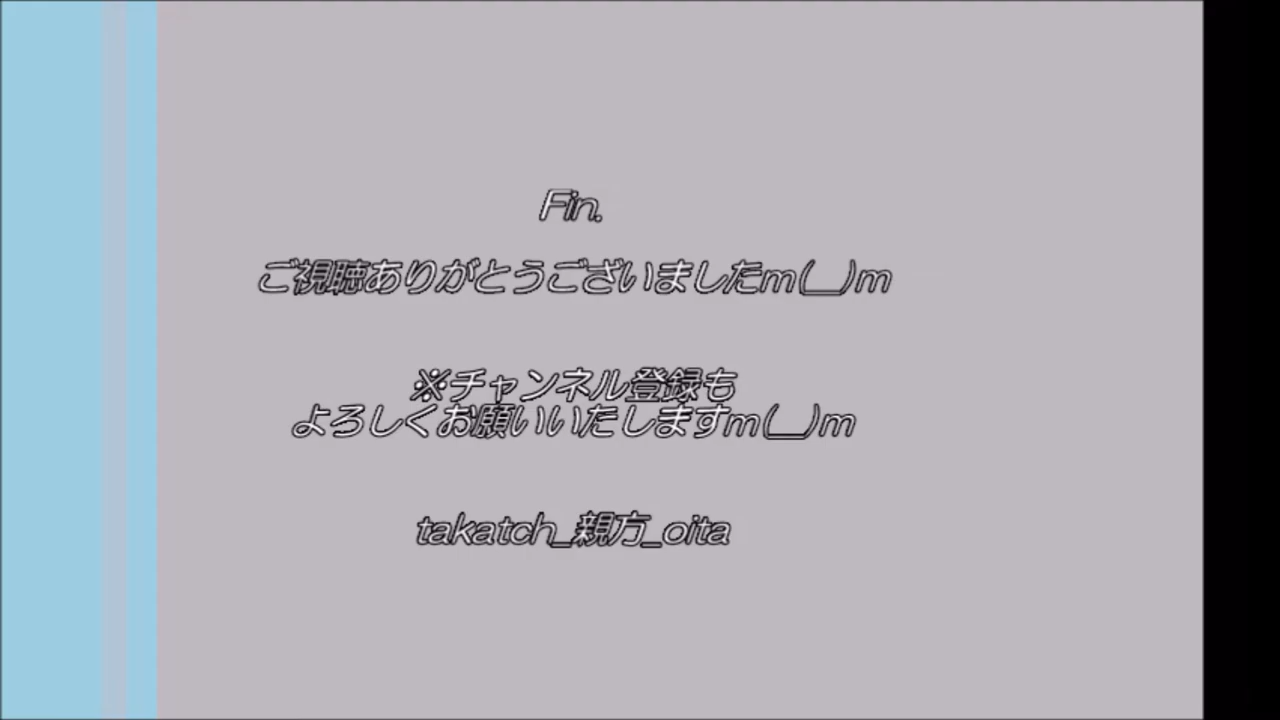 Fin.
ご視聴ありがとうございましたm(__)m
※チャンネル登録も
よろしくお願いいたしますm(__)m
takatch_親方_oita